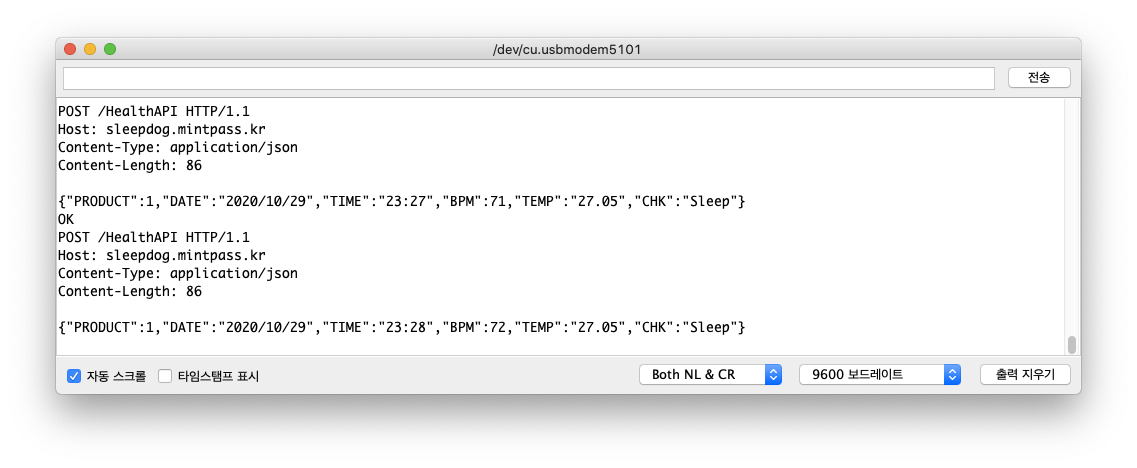 /dev/cu.usbmodem5101
전송
POST /HealthAPI HTTP/1.1
Host: sleepdog.mintpass.kr
Content-Type: application/json
Content-Length: 86

{"PRODUCT":1,"DATE":"2020/10/29","TIME":"23:27","BPM":71,"TEMP":"27.05","CHK":"Sleep"}
OK
POST /HealthAPI HTTP/1.1
Host: sleepdog.mintpass.kr
Content-Type: application/json
Content-Length: 86

{"PRODUCT":1,"DATE":"2020/10/29","TIME":"23:28","BPM":72,"TEMP":"27.05","CHK":"Sleep"}
자동 스크롤 타임스탬프 표시 Both NL & CR 9600 보드레이트 출력 지우기